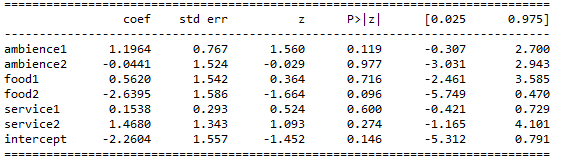 ==============================================================================
                 coef    std err          z      P>|z|      [0.025      0.975]
------------------------------------------------------------------------------
ambience1      1.1964      0.767      1.560      0.119      -0.307       2.700
ambience2     -0.0441      1.524     -0.029      0.977      -3.031       2.943
food1          0.5620      1.542      0.364      0.716      -2.461       3.585
food2         -2.6395      1.586     -1.664      0.096      -5.749       0.470
service1       0.1538      0.293      0.524      0.600      -0.421       0.729
service2       1.4680      1.343      1.093      0.274      -1.165       4.101
intercept     -2.2604      1.557     -1.452      0.146      -5.312       0.791
==============================================================================